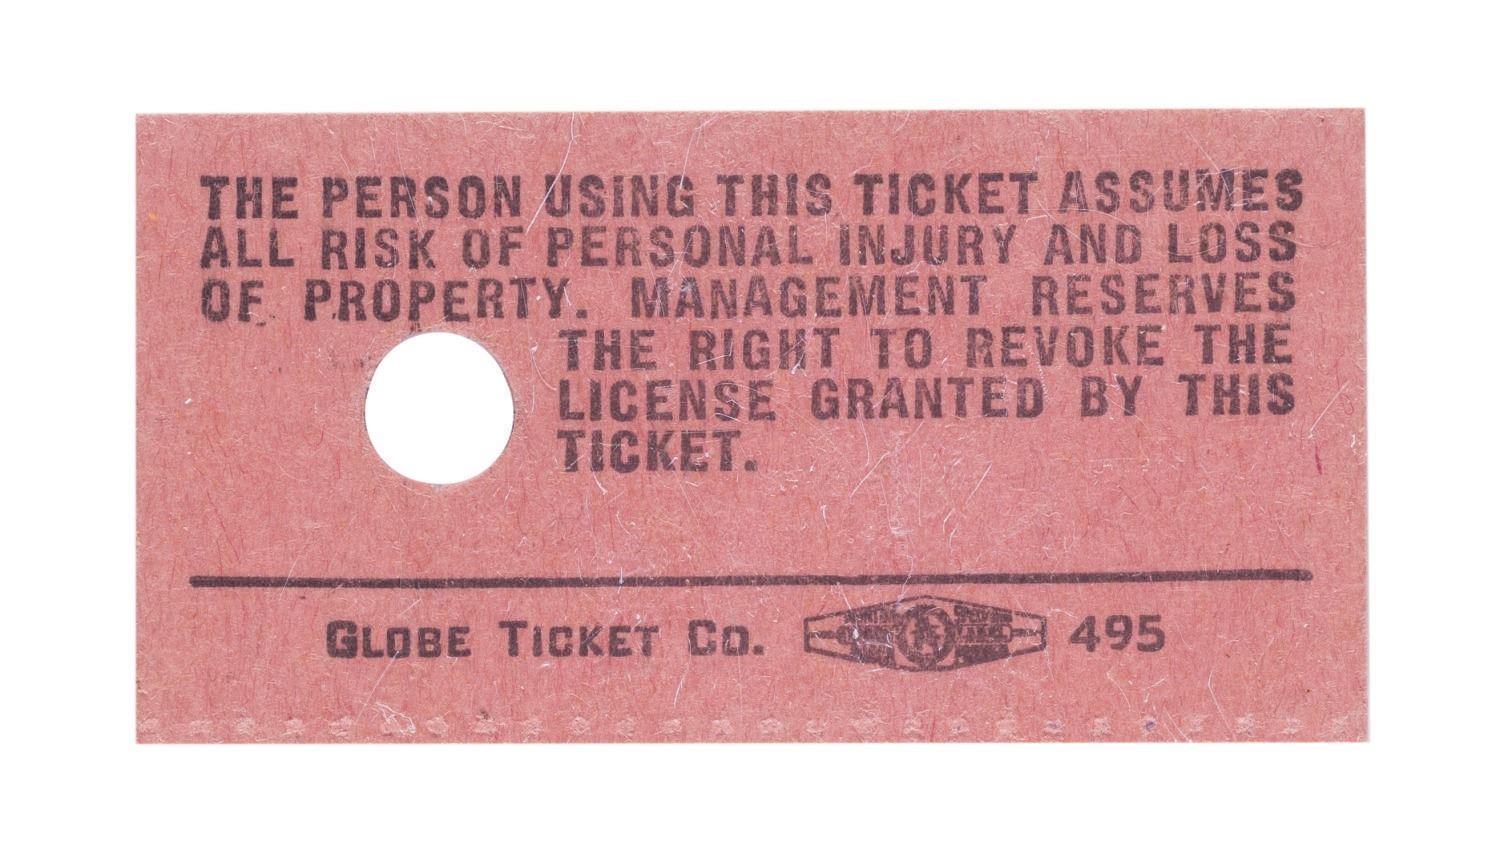 THE PERSON USING THIS TICKET ASSUMES
ALL RISK OF PERSONAL INJURY AND LOSS
OF PROPERTY. MANAGEMENT RESERVES
THE RIGHT TO REVOKE THE
LICENSE GRANTED BY THIS
TICKET.
GLOBE TICKET CO. 495